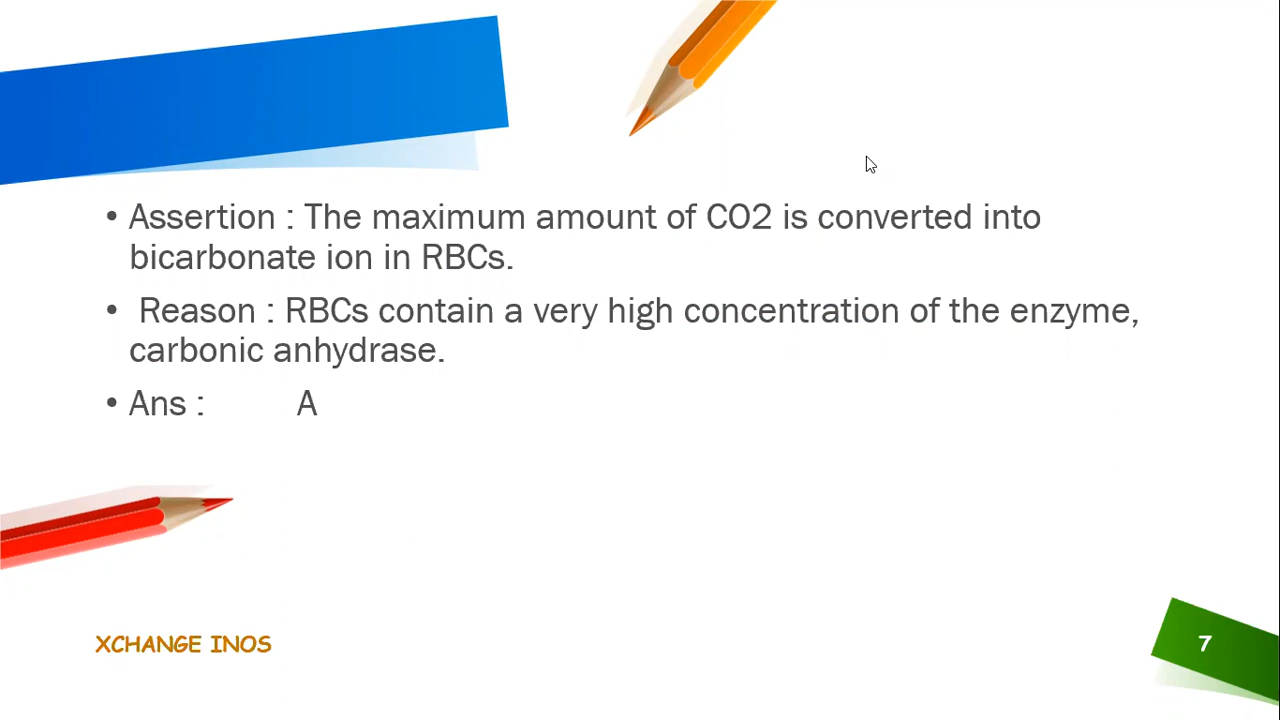 • Assertion : The maximum amount of CO2 is converted into
bicarbonate ion in RBCs.
• Reason : RBCs contain a very high concentration of the enzyme,
carbonic anhydrase.
• Ans : A
XCHANGE INOS
7